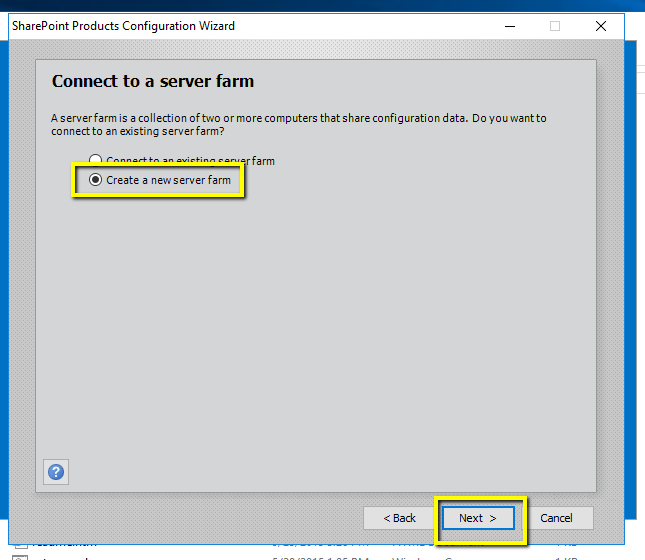 SharePoint Products Configuration Wizard
Connect to a server farm
A server farm is a collection of two or more computers that share configuration data. Do you want to
connect to an existing server farm?
Connect to an existing server farm
Create a new server farm
?
< Back
Next >
Cancel